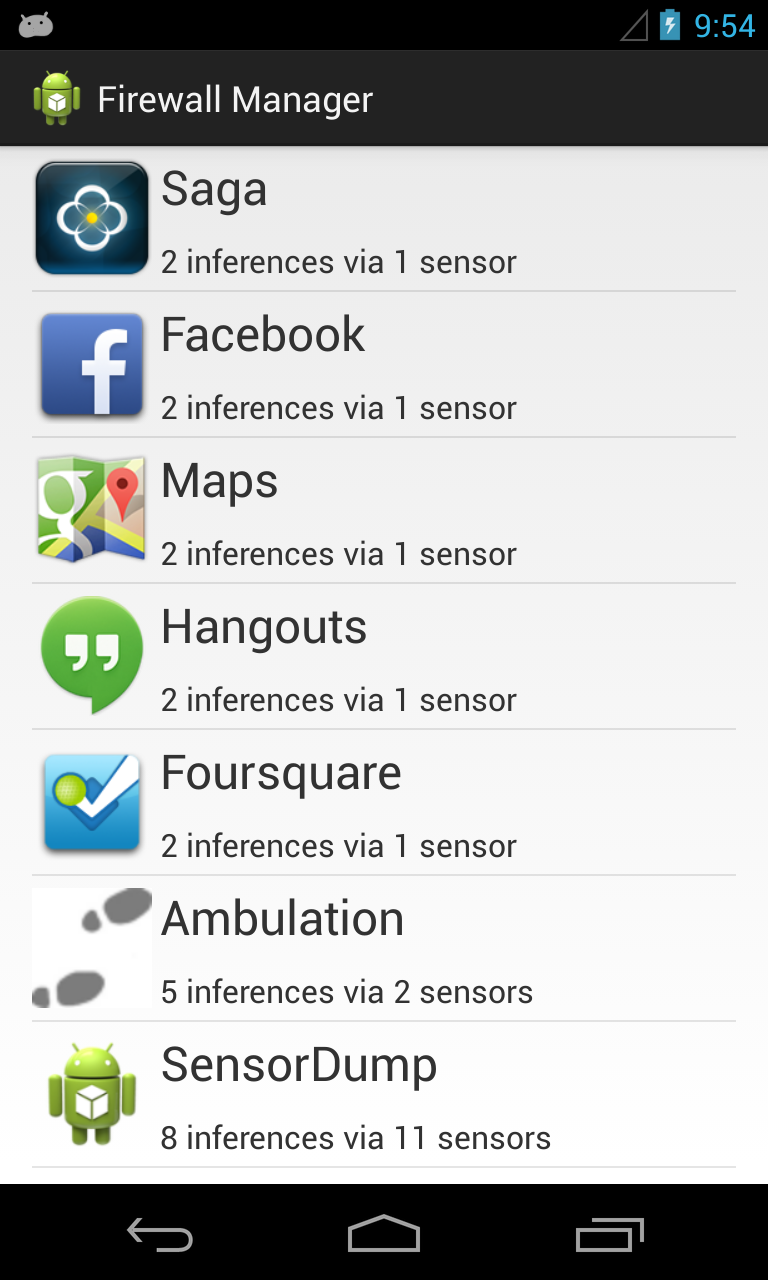 9:54
Firewall Manager
Saga
2 inferences via 1 sensor
Facebook
2 inferences via 1 sensor
Maps
2 inferences via 1 sensor
Hangouts
2 inferences via 1 sensor
Foursquare
2 inferences via 1 sensor
Ambulation
5 inferences via 2 sensors
SensorDump
8 inferences via 11 sensors